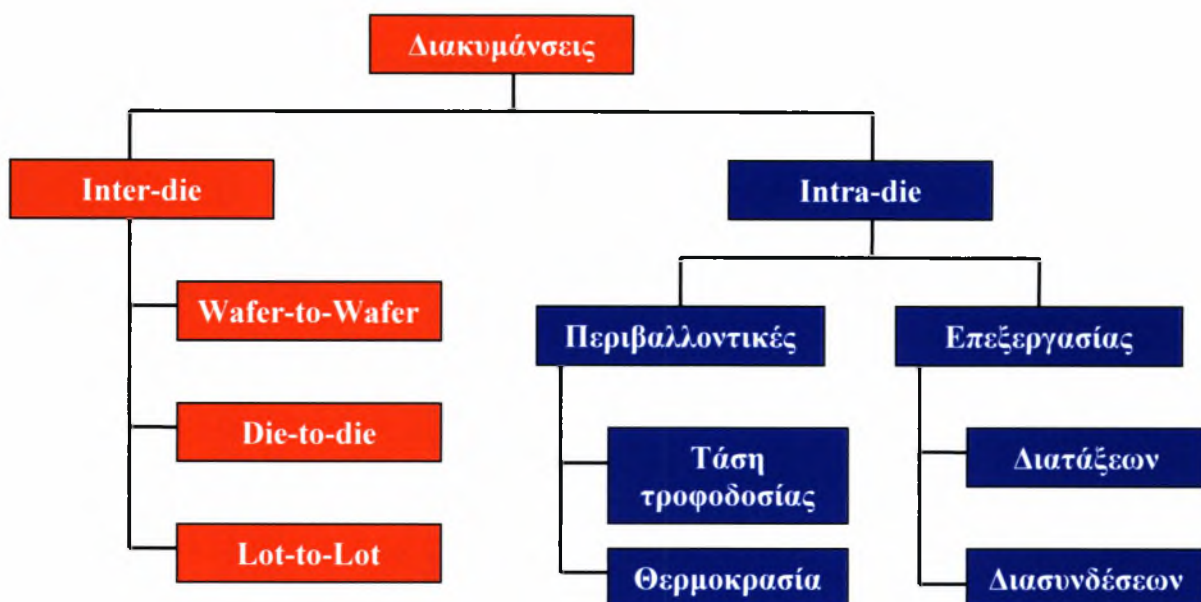 Διακυμάνσεις
Inter-die
Intra-die
Wafer-to-Wafer
Die-to-die
Lot-to-Lot
Περιβαλλοντικές
Επεξεργασίας
Τάση
τροφοδοσίας
Θερμοκρασία
Διατάξεων
Διασυνδέσεων